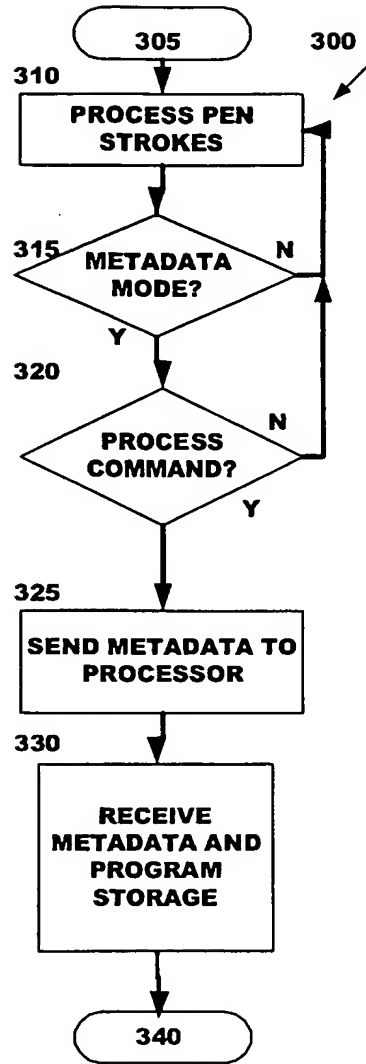 305
300
310
PROCESS PEN
STROKES
315
METADATA
MODE?
N
Y
320
PROCESS
COMMAND?
N
Y
325
SEND METADATA TO
PROCESSOR
330
RECEIVE
METADATA AND
PROGRAM
STORAGE
340